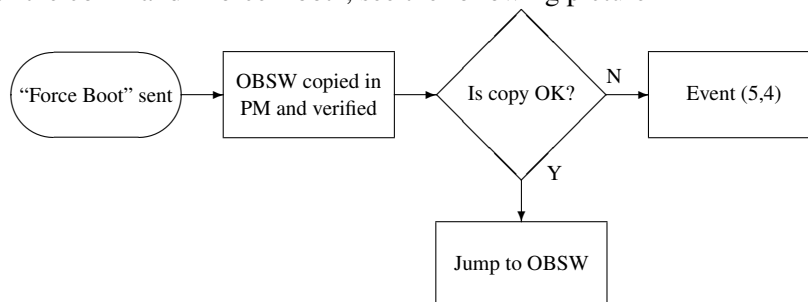 “Force Boot” sent
OBSW copied in
PM and verified
Is copy OK?
N
Event (5,4)
Y
Jump to OBSW